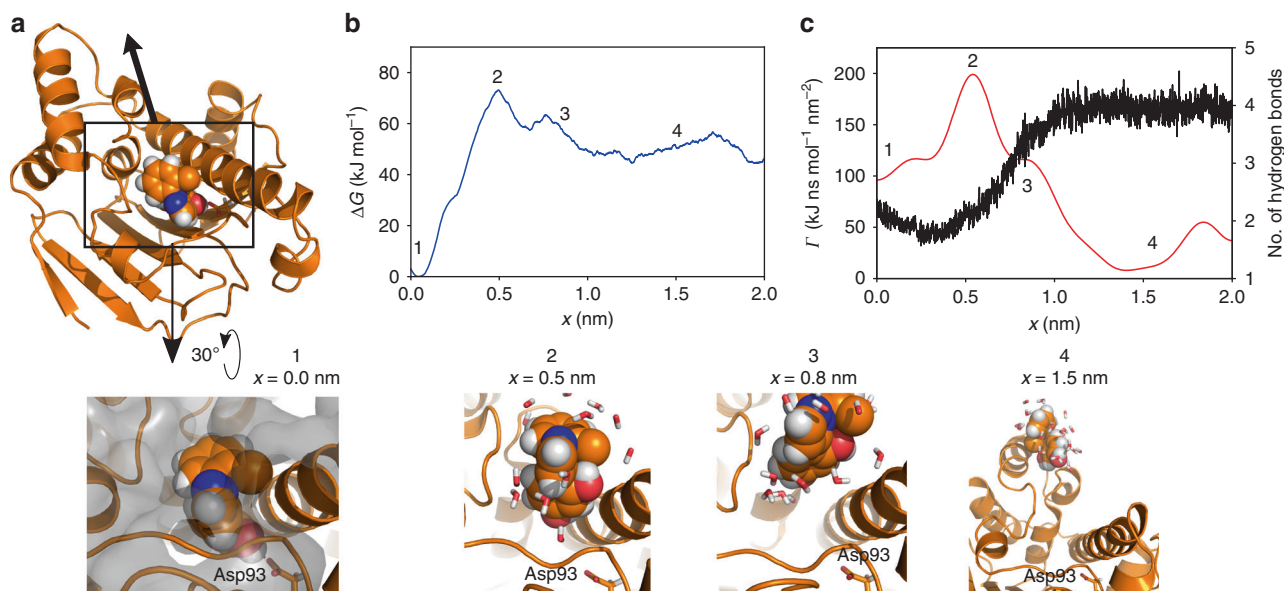 a
30°
b
ΔG (kJ mol⁻¹)
80
60
40
20
0
1
2
3
4
0.0
0.5
1.0
1.5
2.0
x (nm)
c
Γ (kJ ns mol⁻¹ nm⁻²)
200
150
100
50
0
1
2
3
4
5
4
3
2
1
No. of hydrogen bonds
0.0
0.5
1.0
1.5
2.0
x (nm)
1
x = 0.0 nm
Asp93
2
x = 0.5 nm
Asp93
3
x = 0.8 nm
Asp93
4
x = 1.5 nm
Asp93